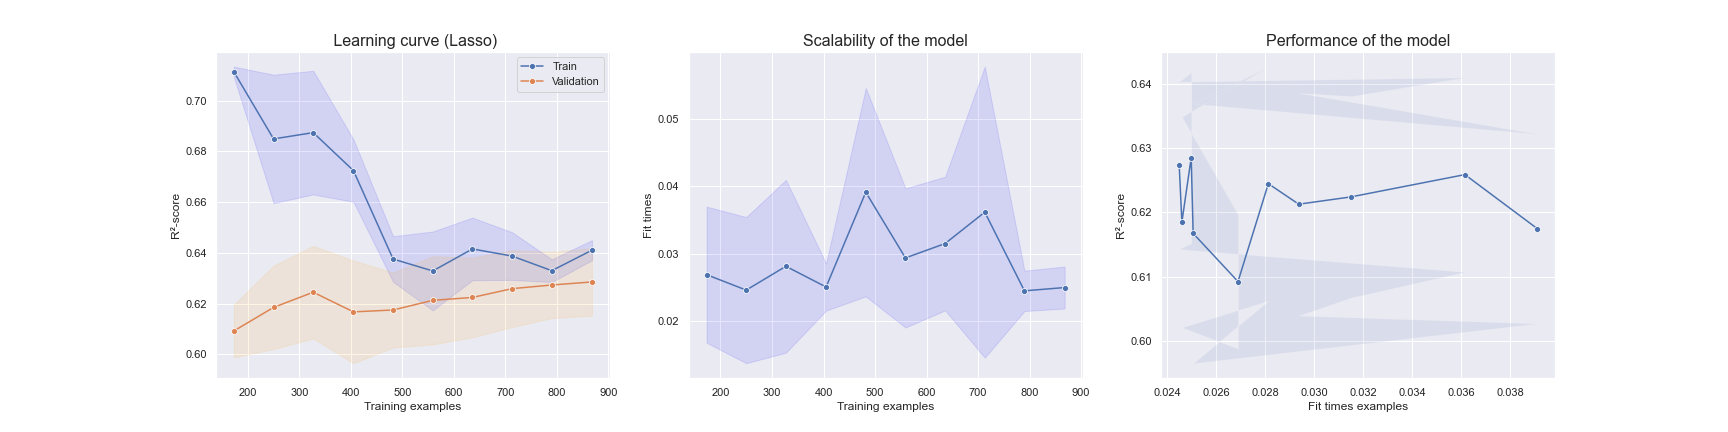 Learning curve (Lasso)
Train
Validation
R²-score
0.70
0.68
0.66
0.64
0.62
0.60
200 300 400 500 600 700 800 900
Training examples
Scalability of the model
Fit times
0.05
0.04
0.03
0.02
200 300 400 500 600 700 800 900
Training examples
Performance of the model
R²-score
0.64
0.63
0.62
0.61
0.60
0.024 0.026 0.028 0.030 0.032 0.034 0.036 0.038
Fit times examples